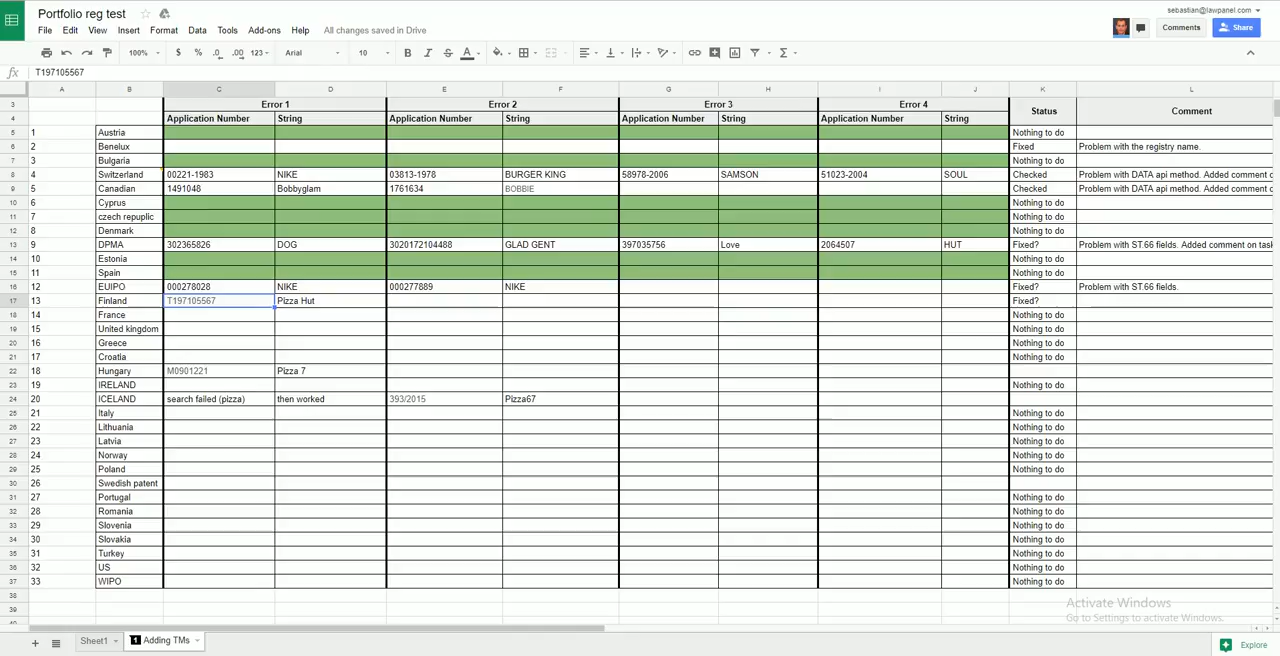 Portfolio reg test
sebastian@lawpanel.com
File Edit View Insert Format Data Tools Add-ons Help All changes saved in Drive
Comments Share
100% $ % .0 .00 123 Arial 10 B I S A
fx T197105567
A B C D E F G H I J K L
3 Error 1 Error 2 Error 3 Error 4 Status Comment
4 Application Number String Application Number String Application Number String Application Number String
5 1 Austria Nothing to do
6 2 Benelux Fixed Problem with the registry name.
7 3 Bulgaria Nothing to do
8 4 Switzerland 00221-1983 NIKE 03813-1978 BURGER KING 58978-2006 SAMSON 51023-2004 SOUL Checked Problem with DATA api method. Added comment c
9 5 Canadian 1491048 Bobbyglam 1761634 BOBBIE Checked Problem with DATA api method. Added comment c
10 6 Cyprus Nothing to do
11 7 czech repuplic Nothing to do
12 8 Denmark Nothing to do
13 9 DPMA 302365826 DOG 3020172104488 GLAD GENT 397035756 Love 2064507 HUT Fixed? Problem with ST.66 fields. Added comment on task
14 10 Estonia Nothing to do
15 11 Spain Nothing to do
16 12 EUIPO 000278028 NIKE 000277889 NIKE Fixed? Problem with ST.66 fields.
17 13 Finland T197105567 Pizza Hut Fixed?
18 14 France Nothing to do
19 15 United kingdom Nothing to do
20 16 Greece Nothing to do
21 17 Croatia Nothing to do
22 18 Hungary M0901221 Pizza 7
23 19 IRELAND Nothing to do
24 20 ICELAND search failed (pizza) then worked 393/2015 Pizza67
25 21 Italy Nothing to do
26 22 Lithuania Nothing to do
27 23 Latvia Nothing to do
28 24 Norway Nothing to do
29 25 Poland Nothing to do
30 26 Swedish patent
31 27 Portugal Nothing to do
32 28 Romania Nothing to do
33 29 Slovenia Nothing to do
34 30 Slovakia Nothing to do
35 31 Turkey Nothing to do
36 32 US Nothing to do
37 33 WIPO Nothing to do
38
39
Activate Windows
Go to Settings to activate Windows.
Sheet1 1 Adding TMs Explore